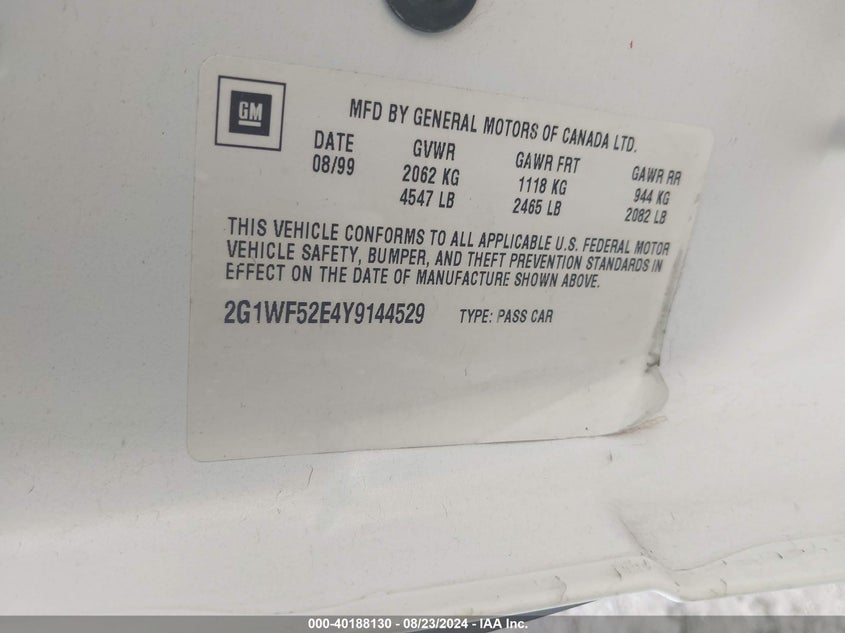 GM
MFD BY GENERAL MOTORS OF CANADA LTD.
DATE GVWR GAWR FRT GAWR RR
08/99 2062 KG 1118 KG 944 KG
4547 LB 2465 LB 2082 LB
THIS VEHICLE CONFORMS TO ALL APPLICABLE U.S. FEDERAL MOTOR
VEHICLE SAFETY, BUMPER, AND THEFT PREVENTION STANDARDS IN
EFFECT ON THE DATE OF MANUFACTURE SHOWN ABOVE.
2G1WF52E4Y9144529 TYPE: PASS CAR
000-40188130 - 08/23/2024 - IAA Inc.